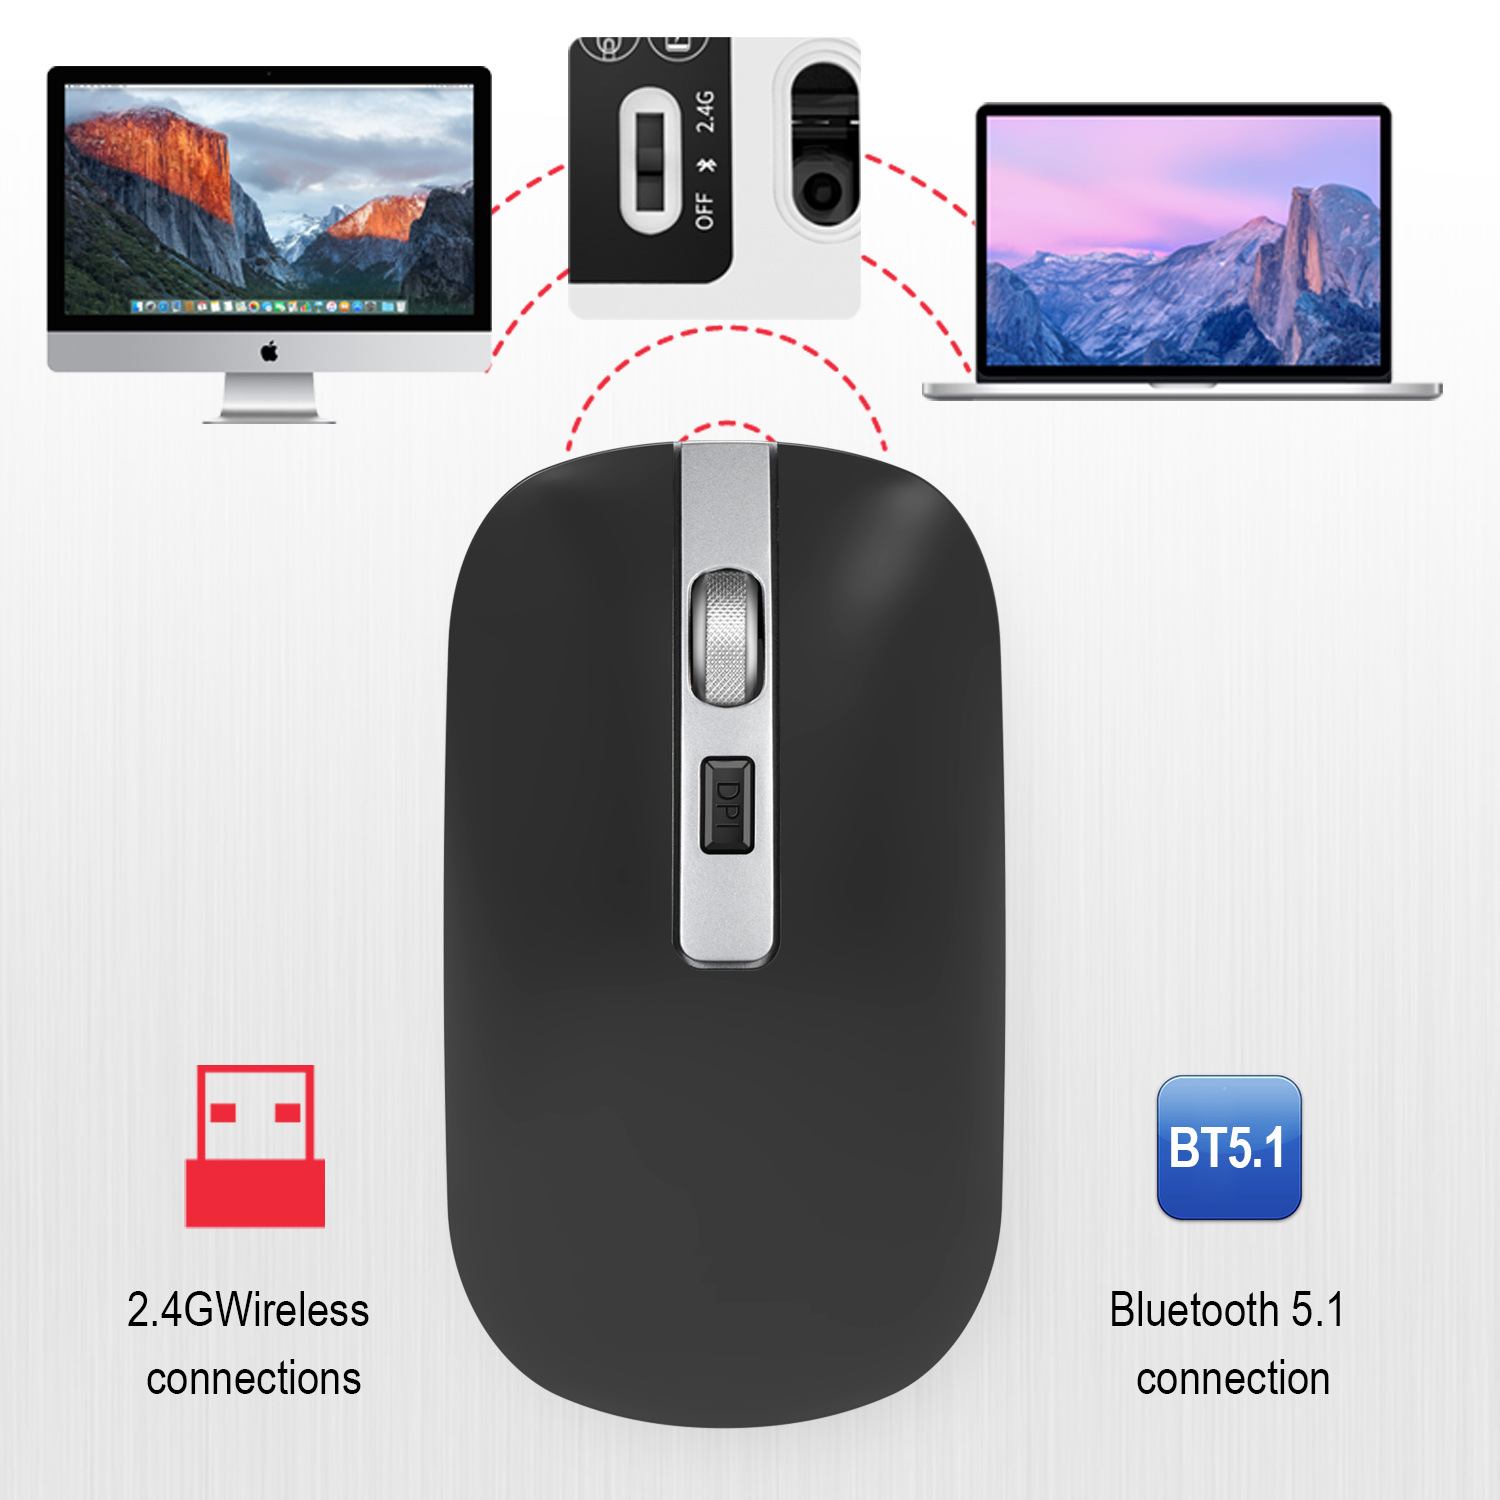 2.4G
OFF
DPI
BT5.1
2.4GWireless
connections
Bluetooth 5.1
connection